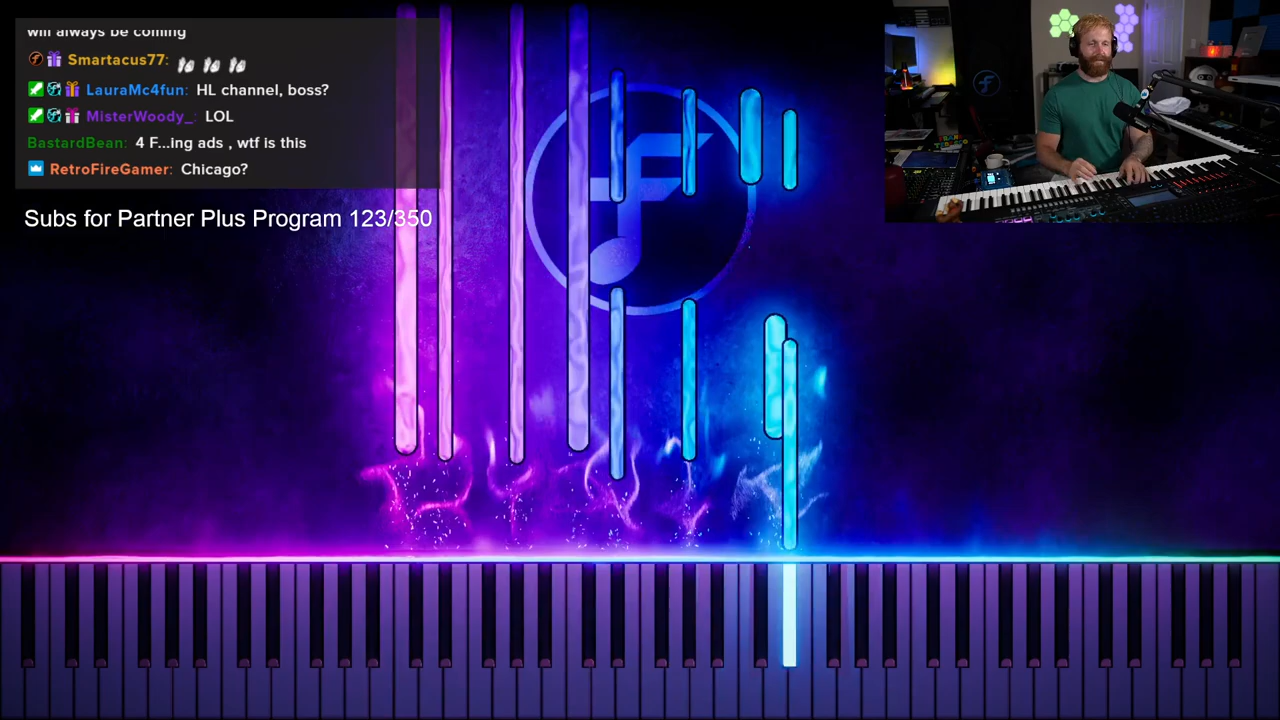 will always be coming
Smartacus77:
LauraMc4fun: HL channel, boss?
MisterWoody_: LOL
BastardBean: 4 F...ing ads , wtf is this
RetroFireGamer: Chicago?
Subs for Partner Plus Program 123/350